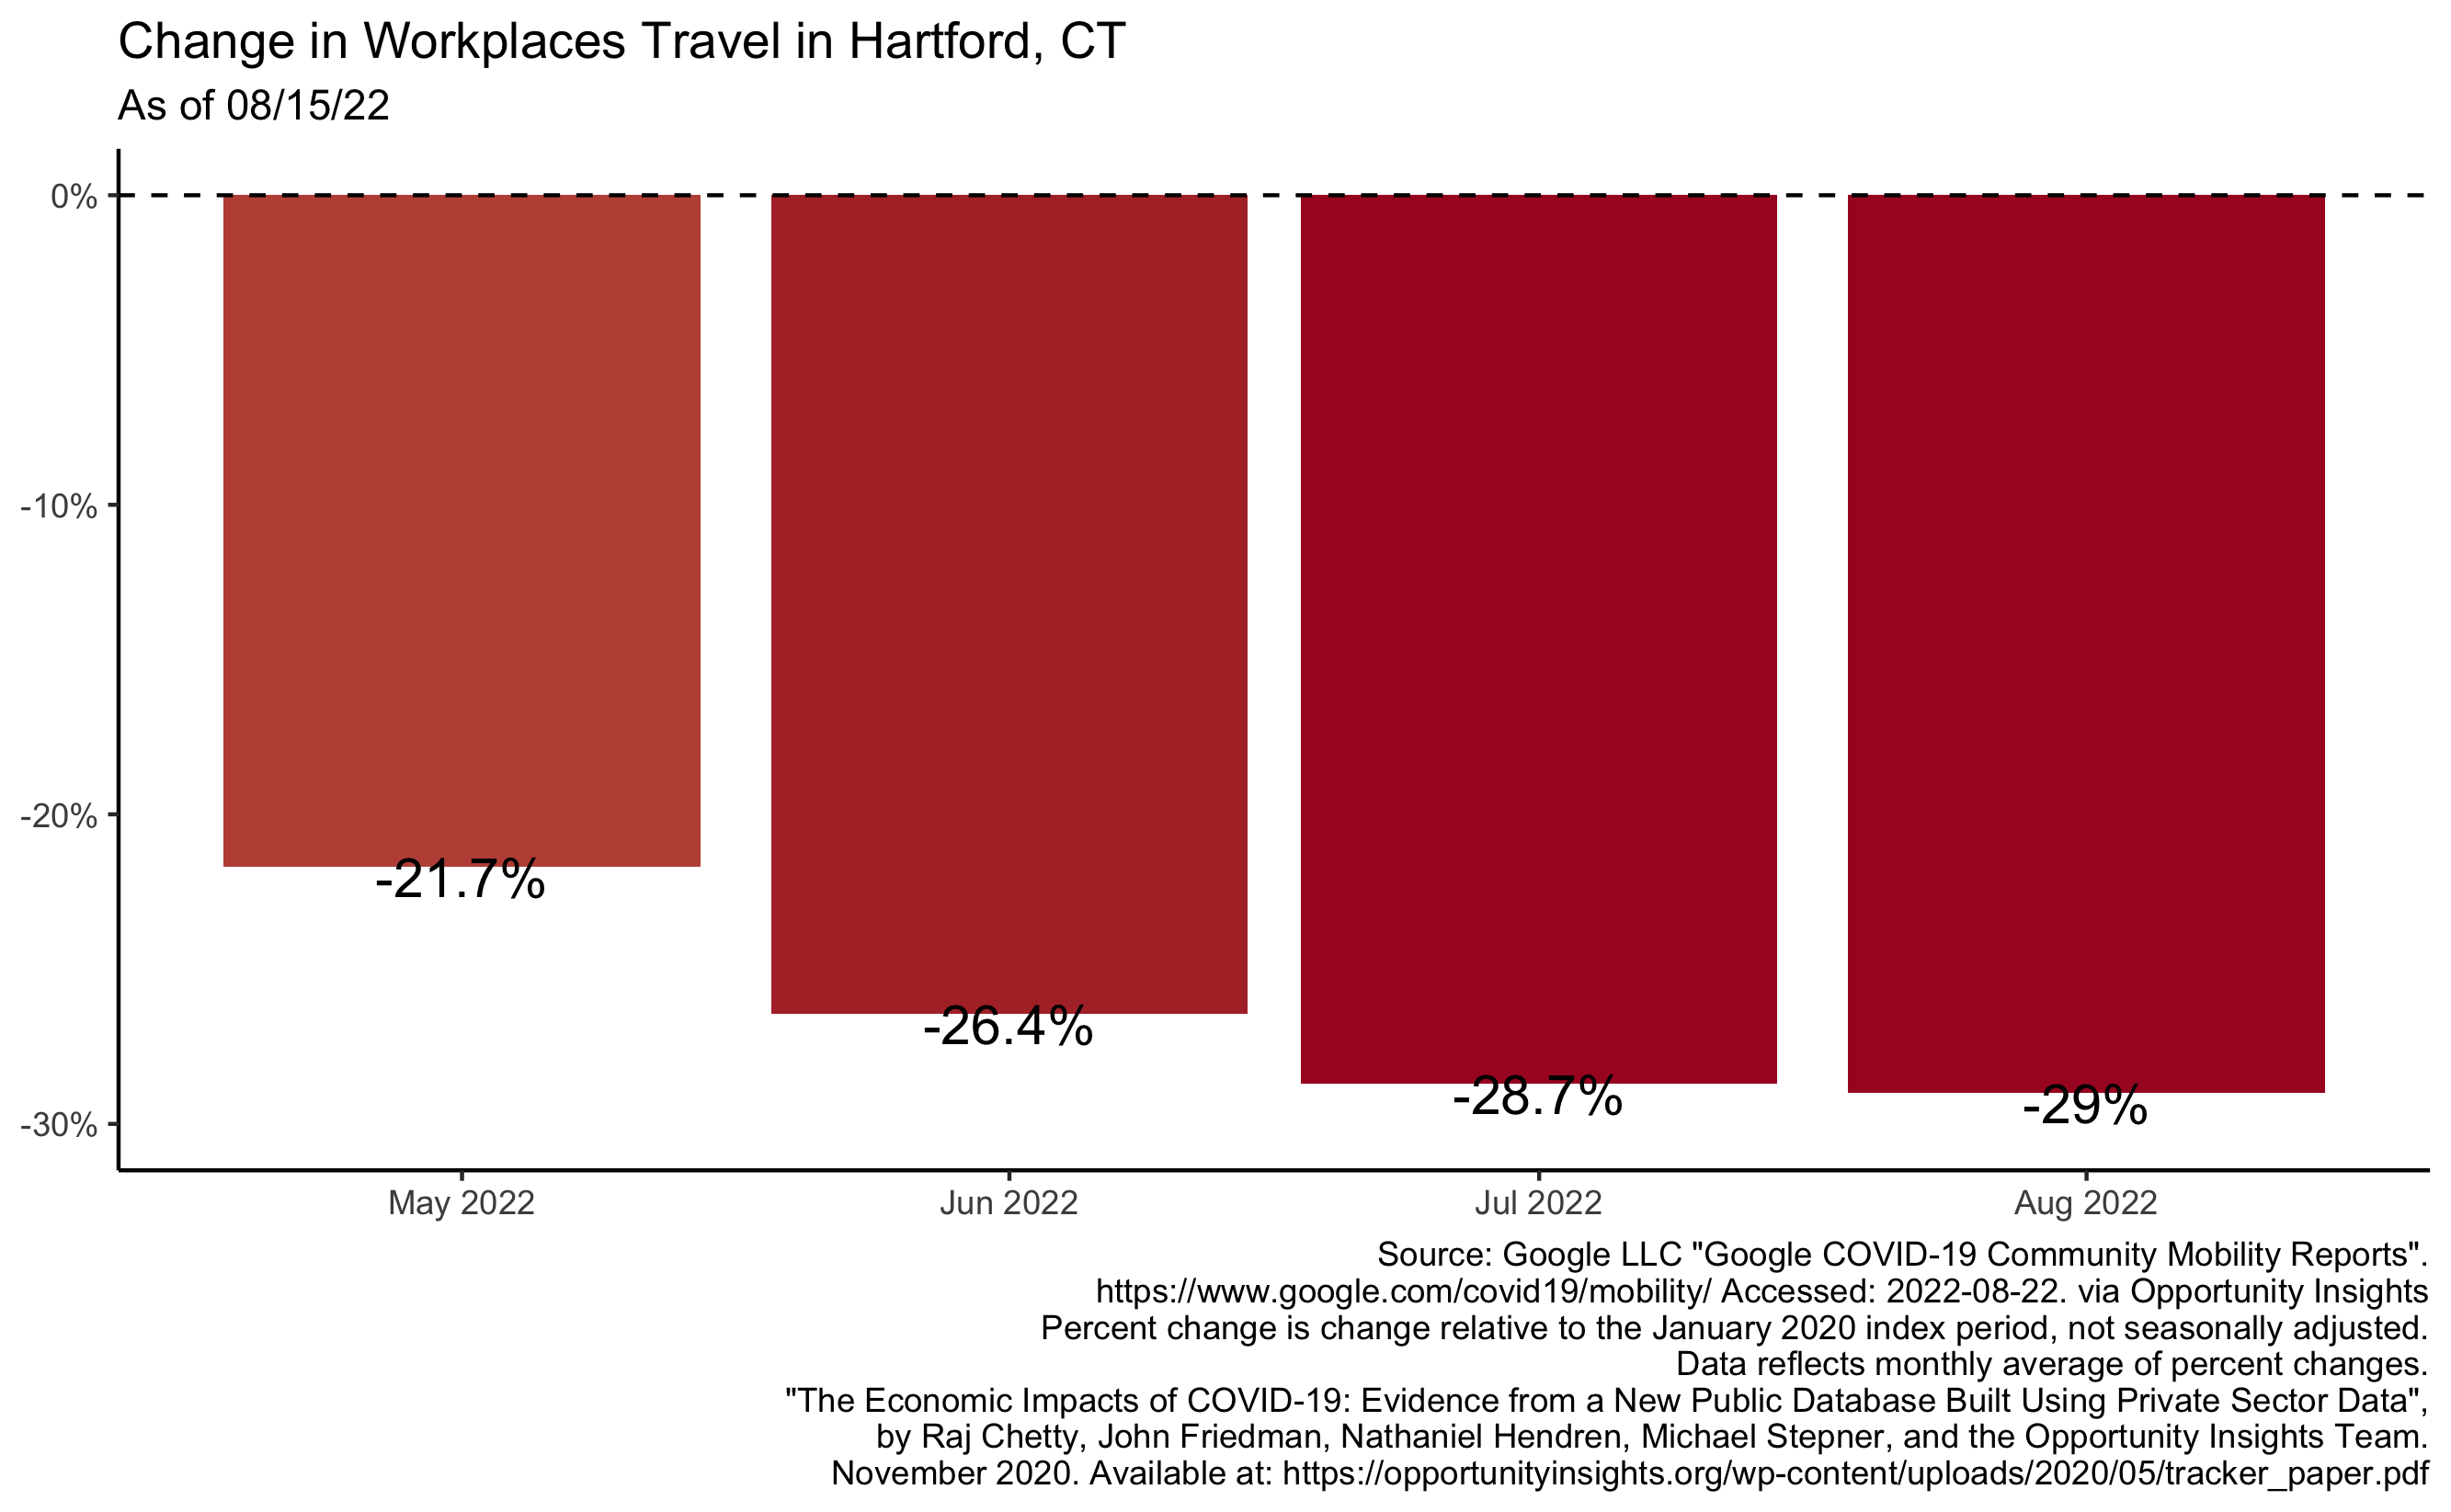 Change in Workplaces Travel in Hartford, CT
As of 08/15/22
0%
-10%
-20%
-30%
-21.7%
-26.4%
-28.7%
-29%
May 2022
Jun 2022
Jul 2022
Aug 2022
Source: Google LLC "Google COVID-19 Community Mobility Reports".
https://www.google.com/covid19/mobility/ Accessed: 2022-08-22. via Opportunity Insights
Percent change is change relative to the January 2020 index period, not seasonally adjusted.
Data reflects monthly average of percent changes.
"The Economic Impacts of COVID-19: Evidence from a New Public Database Built Using Private Sector Data",
by Raj Chetty, John Friedman, Nathaniel Hendren, Michael Stepner, and the Opportunity Insights Team.
November 2020. Available at: https://opportunityinsights.org/wp-content/uploads/2020/05/tracker_paper.pdf